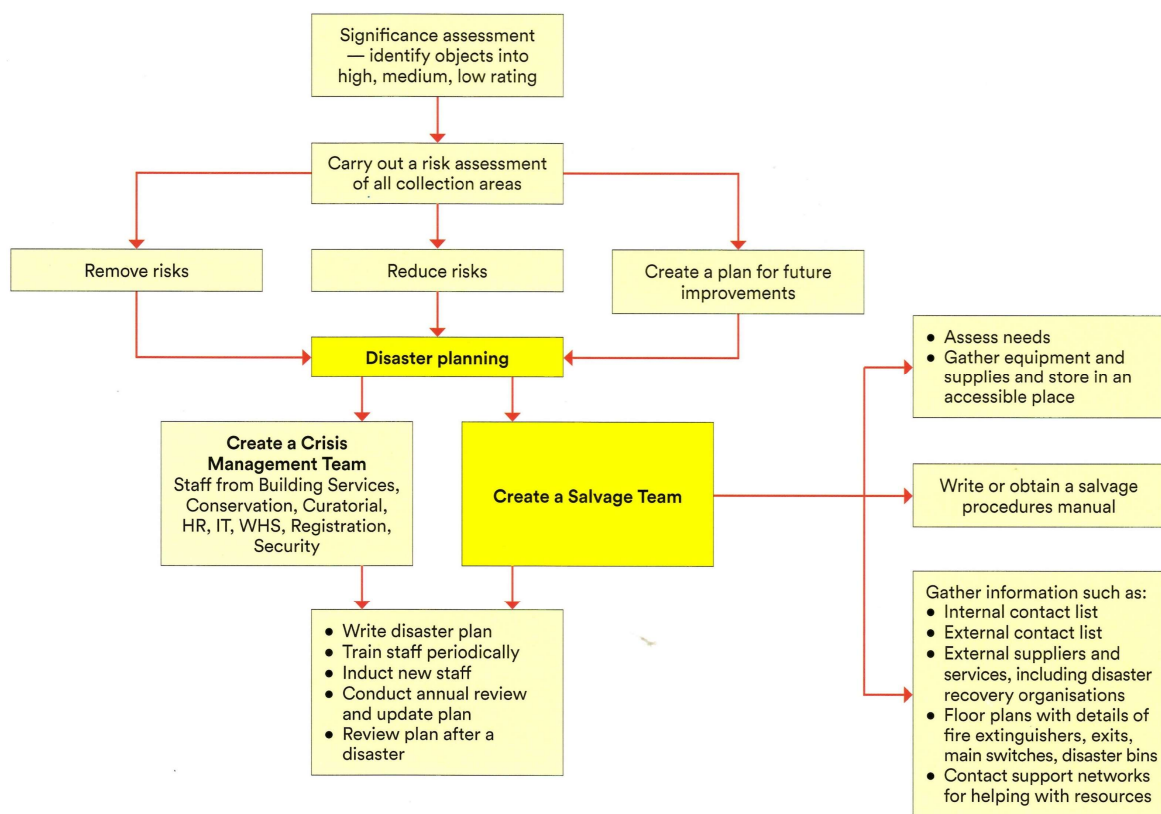 Significance assessment
— identify objects into
high, medium, low rating
Carry out a risk assessment
of all collection areas
Remove risks
Reduce risks
Create a plan for future
improvements
Disaster planning
Create a Crisis
Management Team
Staff from Building Services,
Conservation, Curatorial,
HR, IT, WHS, Registration,
Security
Create a Salvage Team
● Write disaster plan
● Train staff periodically
● Induct new staff
● Conduct annual review
and update plan
● Review plan after a
disaster
● Assess needs
● Gather equipment and
supplies and store in an
accessible place
Write or obtain a salvage
procedures manual
Gather information such as:
● Internal contact list
● External contact list
● External suppliers and
services, including disaster
recovery organisations
● Floor plans with details of
fire extinguishers, exits,
main switches, disaster bins
● Contact support networks
for helping with resources